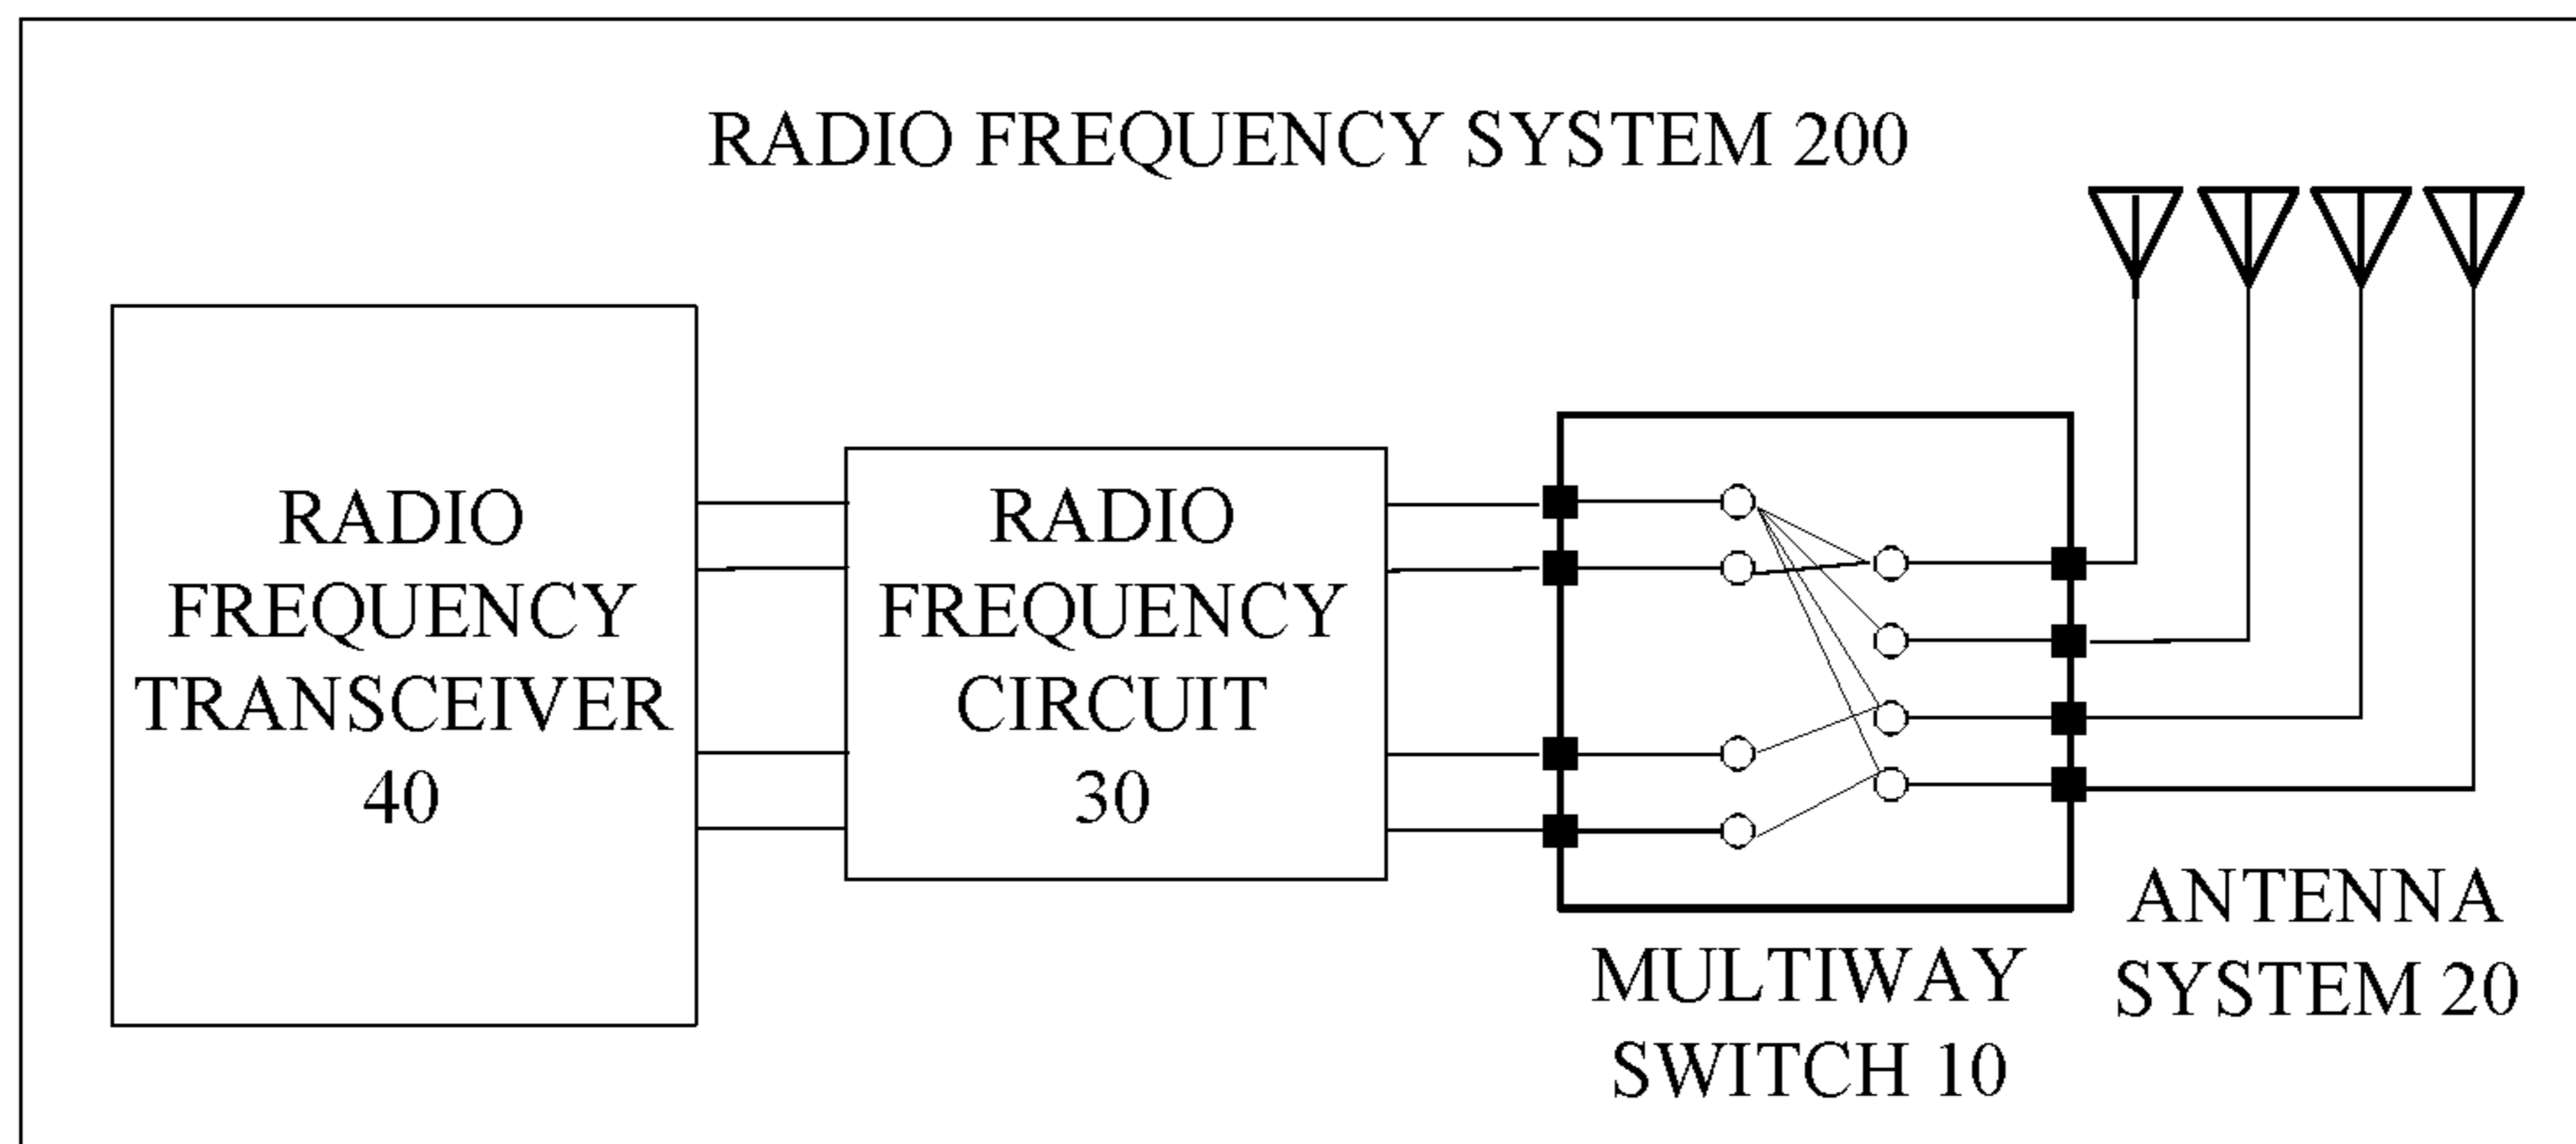 RADIO FREQUENCY SYSTEM 200
RADIO
FREQUENCY
TRANSCEIVER
40
RADIO
FREQUENCY
CIRCUIT
30
MULTIWAY
SWITCH 10
ANTENNA
SYSTEM 20